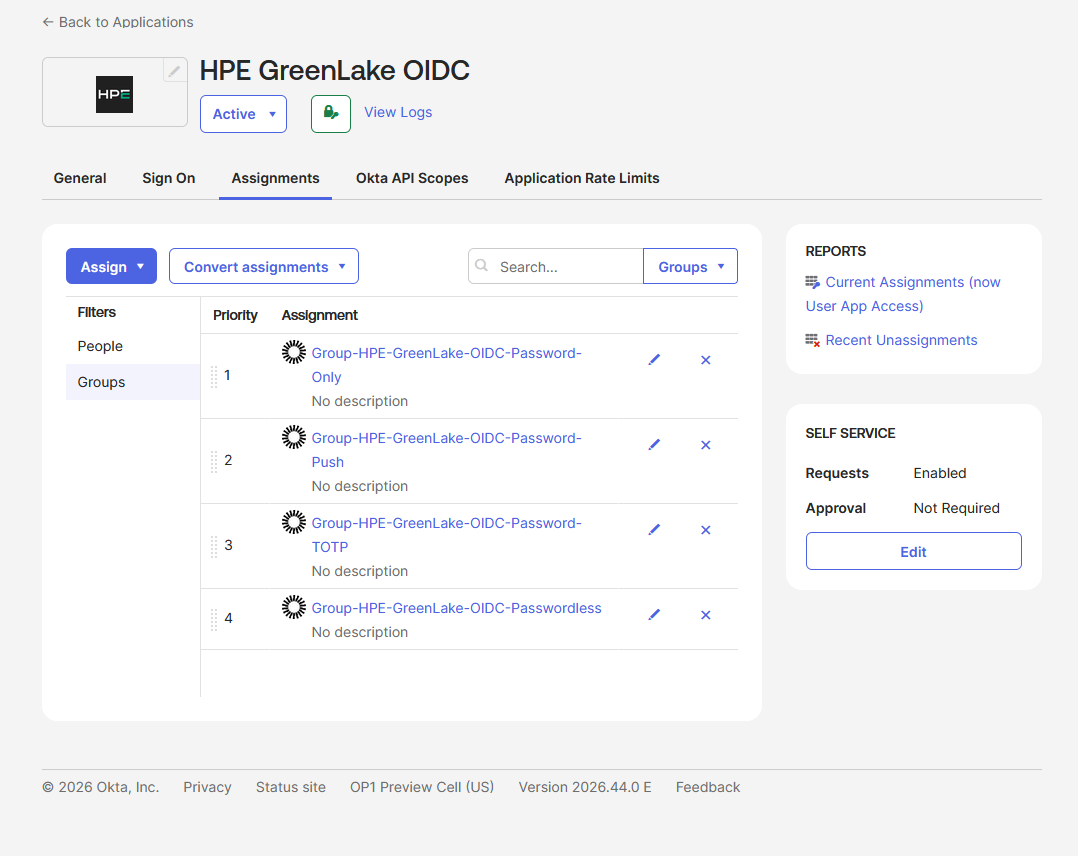 ← Back to Applications
HPE
HPE GreenLake OIDC
Active
View Logs
General
Sign On
Assignments
Okta API Scopes
Application Rate Limits
Assign
Convert assignments
Search...
Groups
Filters
People
Groups
Priority
Assignment
1
Group-HPE-GreenLake-OIDC-Password-
Only
No description
2
Group-HPE-GreenLake-OIDC-Password-
Push
No description
3
Group-HPE-GreenLake-OIDC-Password-
TOTP
No description
4
Group-HPE-GreenLake-OIDC-Passwordless
No description
REPORTS
Current Assignments (now
User App Access)
Recent Unassignments
SELF SERVICE
Requests Enabled
Approval Not Required
Edit
© 2026 Okta, Inc. Privacy Status site OP1 Preview Cell (US) Version 2026.44.0 E Feedback